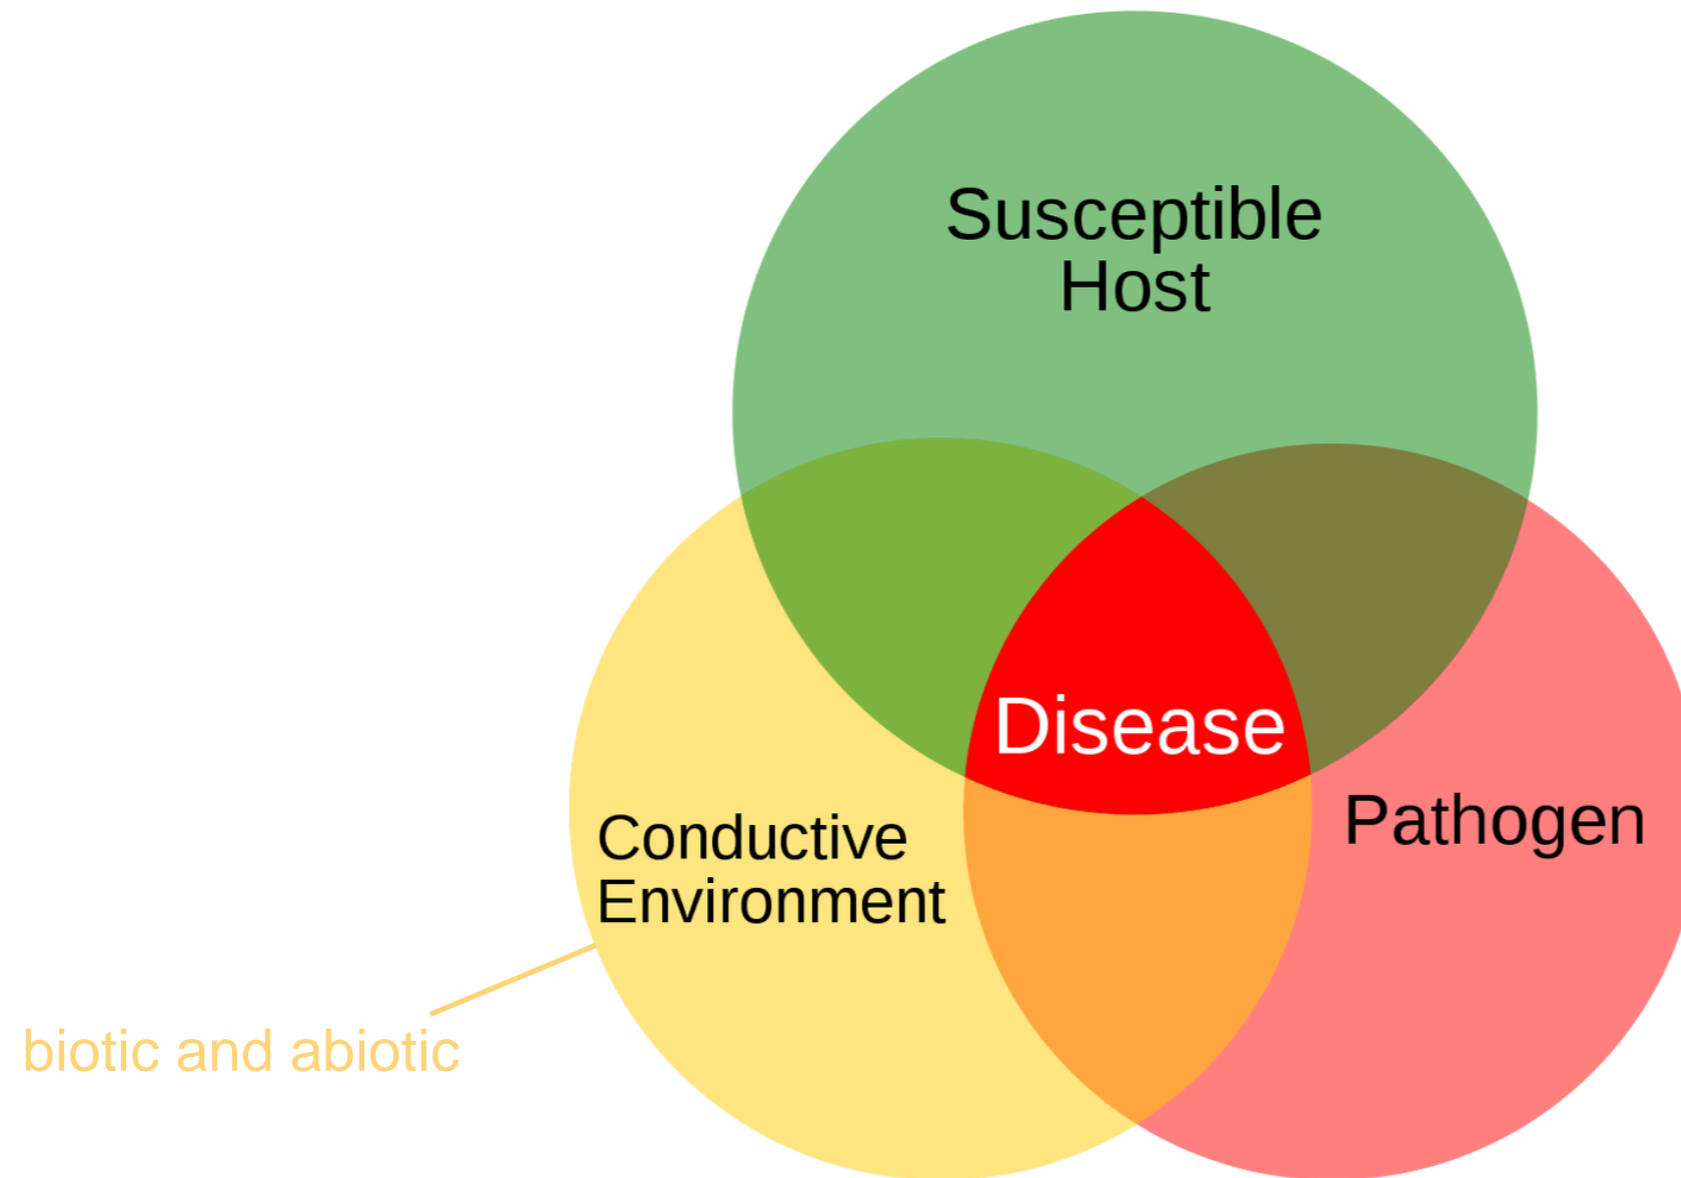 Susceptible
Host
Disease
Pathogen
Conductive
Environment
biotic and abiotic